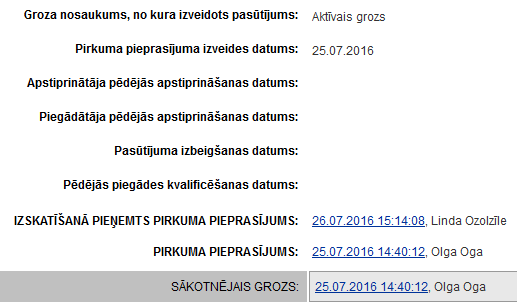 Groza nosaukums, no kura izveidots pasūtījums: Aktīvais grozs
Pirkuma pieprasījuma izveides datums: 25.07.2016
Apstiprinātāja pēdējās apstiprināšanas datums:
Piegādātāja pēdējās apstiprināšanas datums:
Pasūtījuma izbeigšanas datums:
Pēdējās piegādes kvalificēšanas datums:
IZSKATĪŠANĀ PIEŅEMTS PIRKUMA PIEPRASĪJUMS: 26.07.2016 15:14:08, Linda Ozolzīle
PIRKUMA PIEPRASĪJUMS: 25.07.2016 14:40:12, Olga Oga
SĀKOTNĒJAIS GROZS: 25.07.2016 14:40:12, Olga Oga